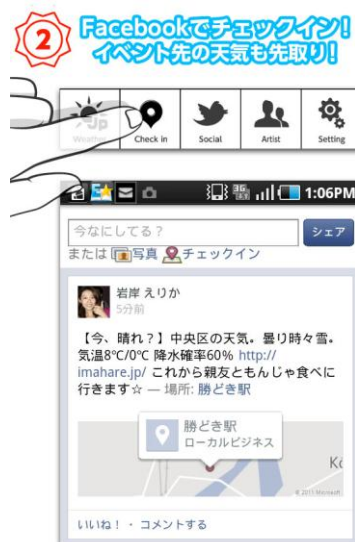 2
Facebookでチェックイン!
イベント先の天気も先取り!
JP
Weather
Check in
Social
Artist
Setting
3G
1:06PM
今なにしてる?
シェア
または 写真 チェックイン
岩岸 えりか
5分前
【今、晴れ?】中央区の天気。曇り時々雪。
気温8℃/0℃ 降水確率60% http://
imahare.jp/ これから親友ともんじゃ食べに
行きます☆ — 場所: 勝どき駅
勝どき駅
ローカルビジネス
© 2011 Microsoft
いいね!・コメントする